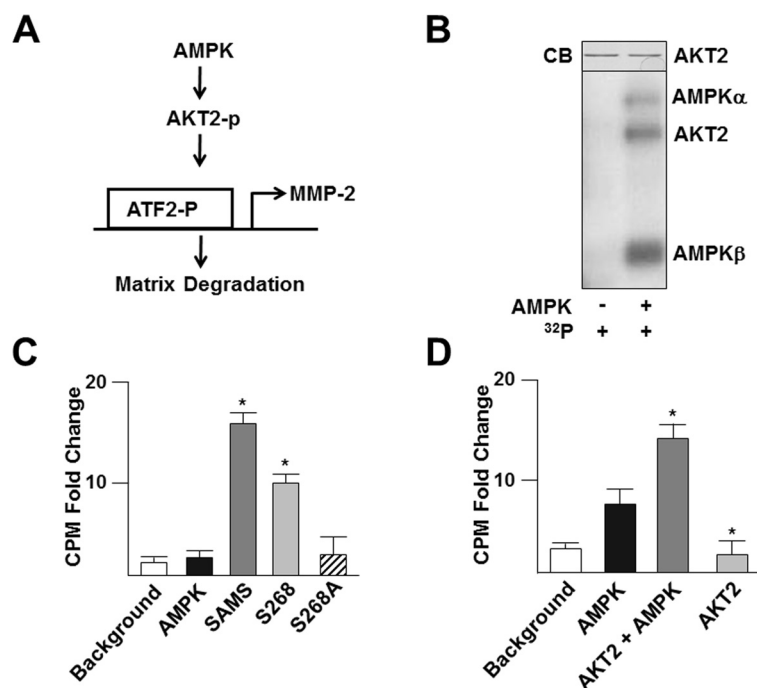 A
AMPK
AKT2-p
ATF2-P
MMP-2
Matrix Degradation
B
CB
AKT2
AMPKα
AKT2
AMPKβ
AMPK - +
32P + +
C
CPM Fold Change
20
10
Background
AMPK
SAMS
S268
S268A
*
*
D
CPM Fold Change
20
10
Background
AMPK
AKT2 + AMPK
AKT2
*
*